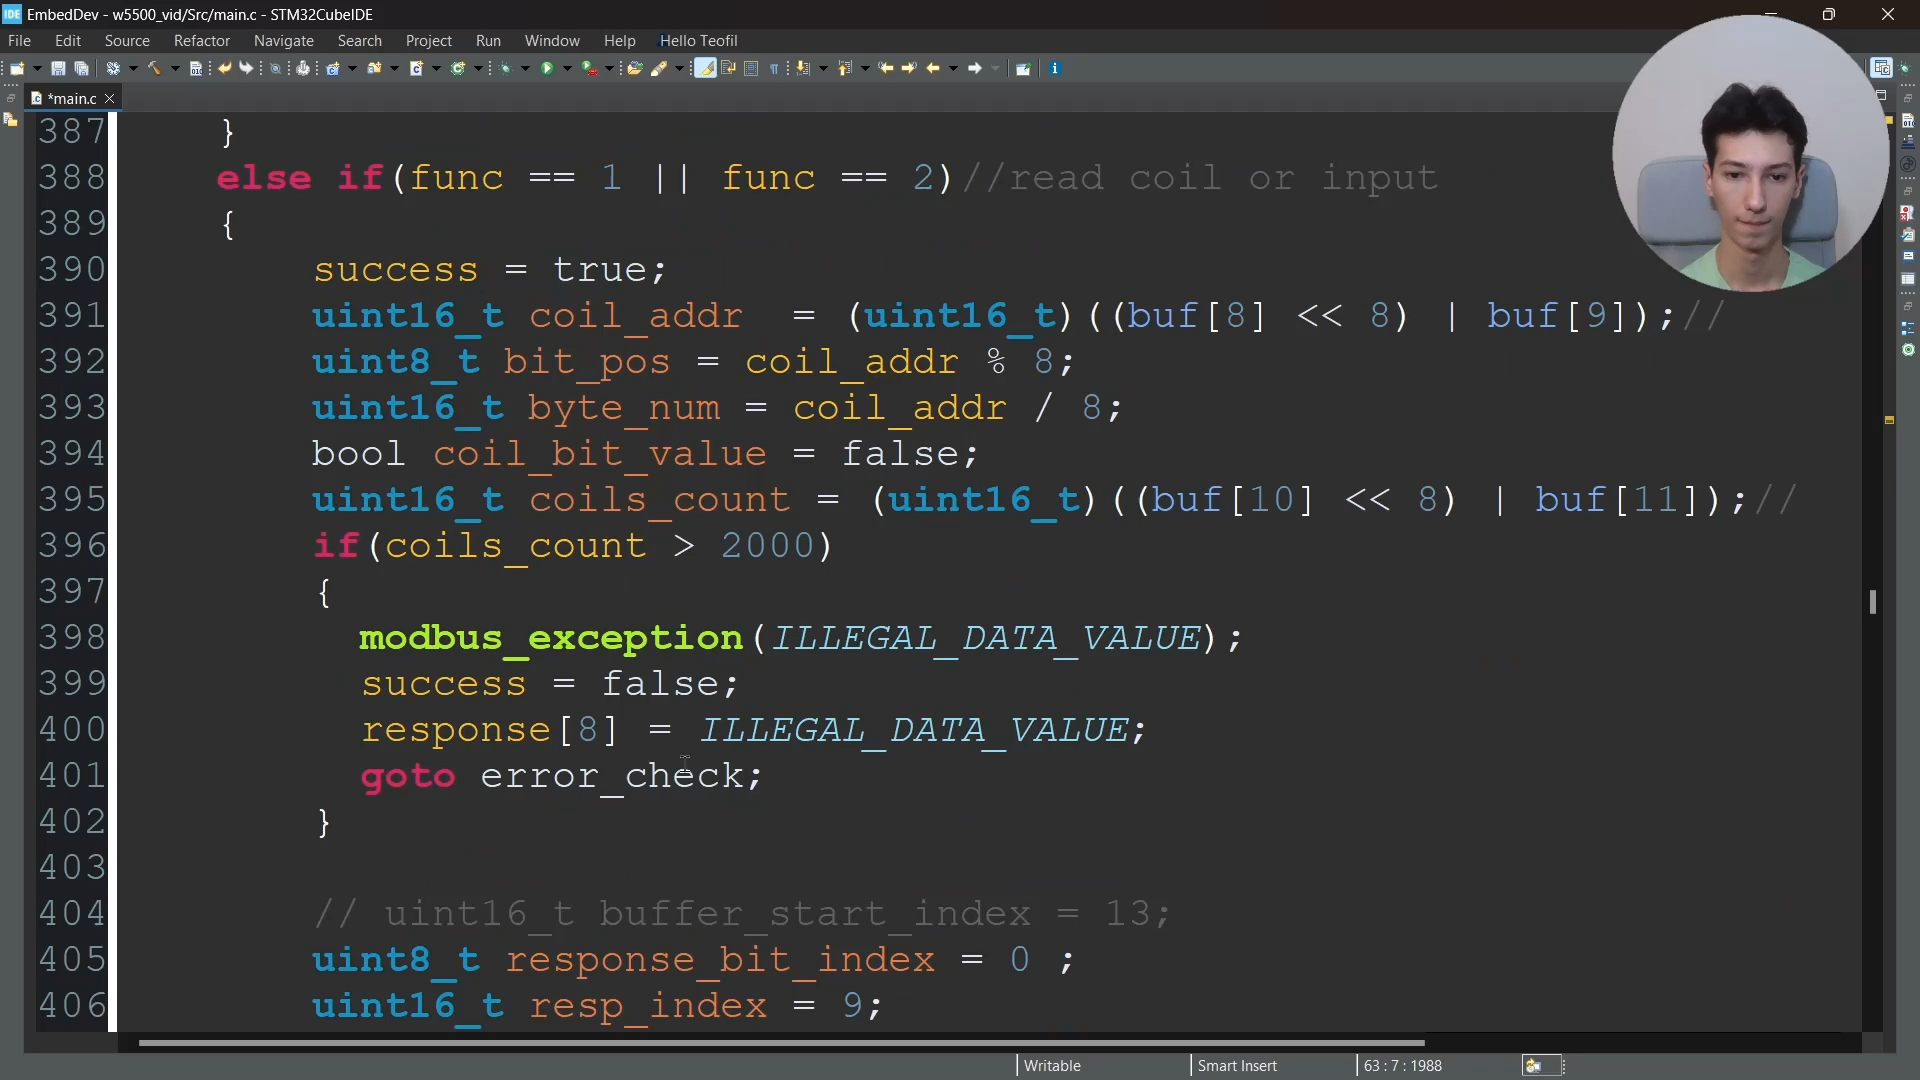 IDE EmbedDev - w5500_vid/Src/main.c - STM32CubeIDE
File Edit Source Refactor Navigate Search Project Run Window Help Hello Teofil
*main.c
387 }
388 else if(func == 1 || func == 2)//read coil or input
389 {
390 success = true;
391 uint16_t coil_addr = (uint16_t)((buf[8] << 8) | buf[9]);//
392 uint8_t bit_pos = coil_addr % 8;
393 uint16_t byte_num = coil_addr / 8;
394 bool coil_bit_value = false;
395 uint16_t coils_count = (uint16_t)((buf[10] << 8) | buf[11]);//
396 if(coils_count > 2000)
397 {
398 modbus_exception(ILLEGAL_DATA_VALUE);
399 success = false;
400 response[8] = ILLEGAL_DATA_VALUE;
401 goto error_check;
402 }
403
404 // uint16_t buffer_start_index = 13;
405 uint8_t response_bit_index = 0 ;
406 uint16_t resp_index = 9;
Writable Smart Insert 63 : 7 : 1988